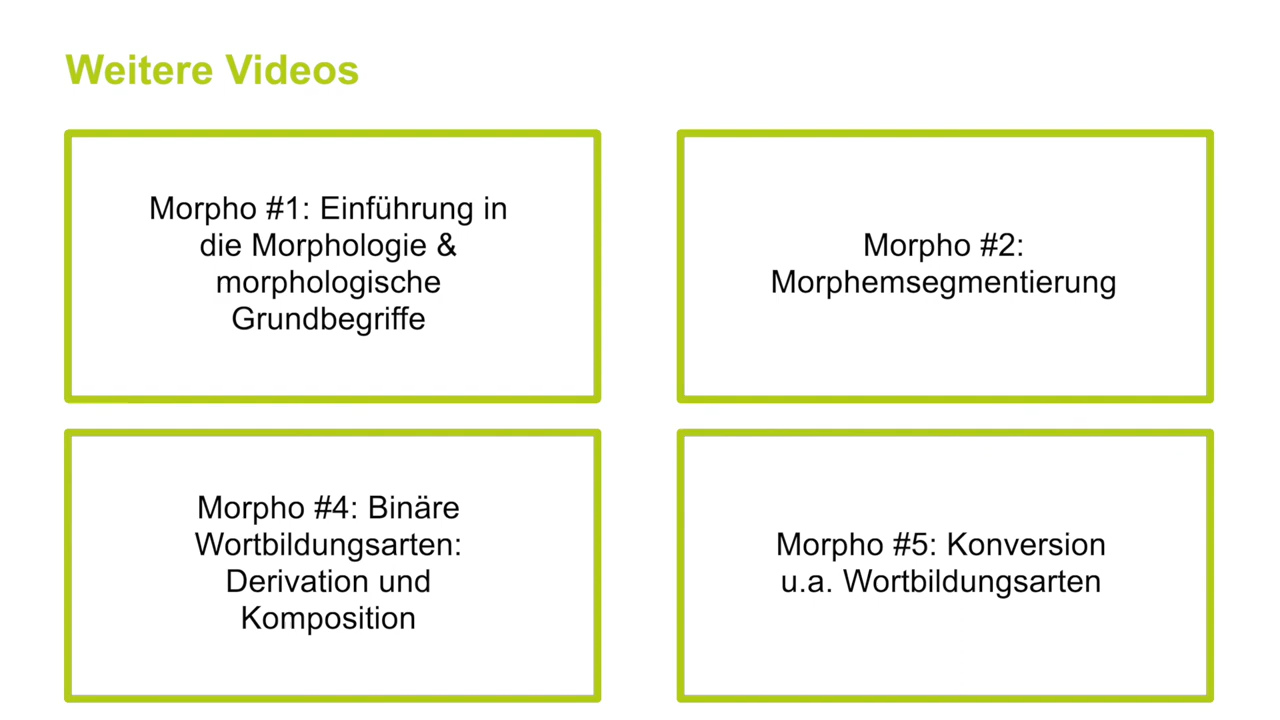 Weitere Videos
Morpho #1: Einführung in
die Morphologie &
morphologische
Grundbegriffe
Morpho #2:
Morphemsegmentierung
Morpho #4: Binäre
Wortbildungsarten:
Derivation und
Komposition
Morpho #5: Konversion
u.a. Wortbildungsarten